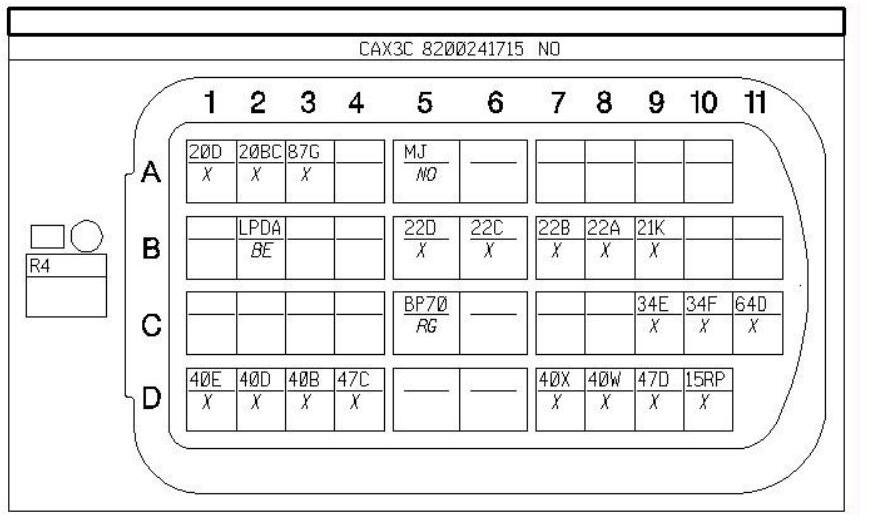 CAX3C 8200241715 NO
1 2 3 4 5 6 7 8 9 10 11
A
20D 20BC 87G MJ
X X X NO
B
LPDA 22D 22C 22B 22A 21K
BE X X X X X
R4
C
BP70 34E 34F 64D
RG X X X
D
40E 40D 40B 47C 40X 40W 47D 15RP
X X X X X X X X